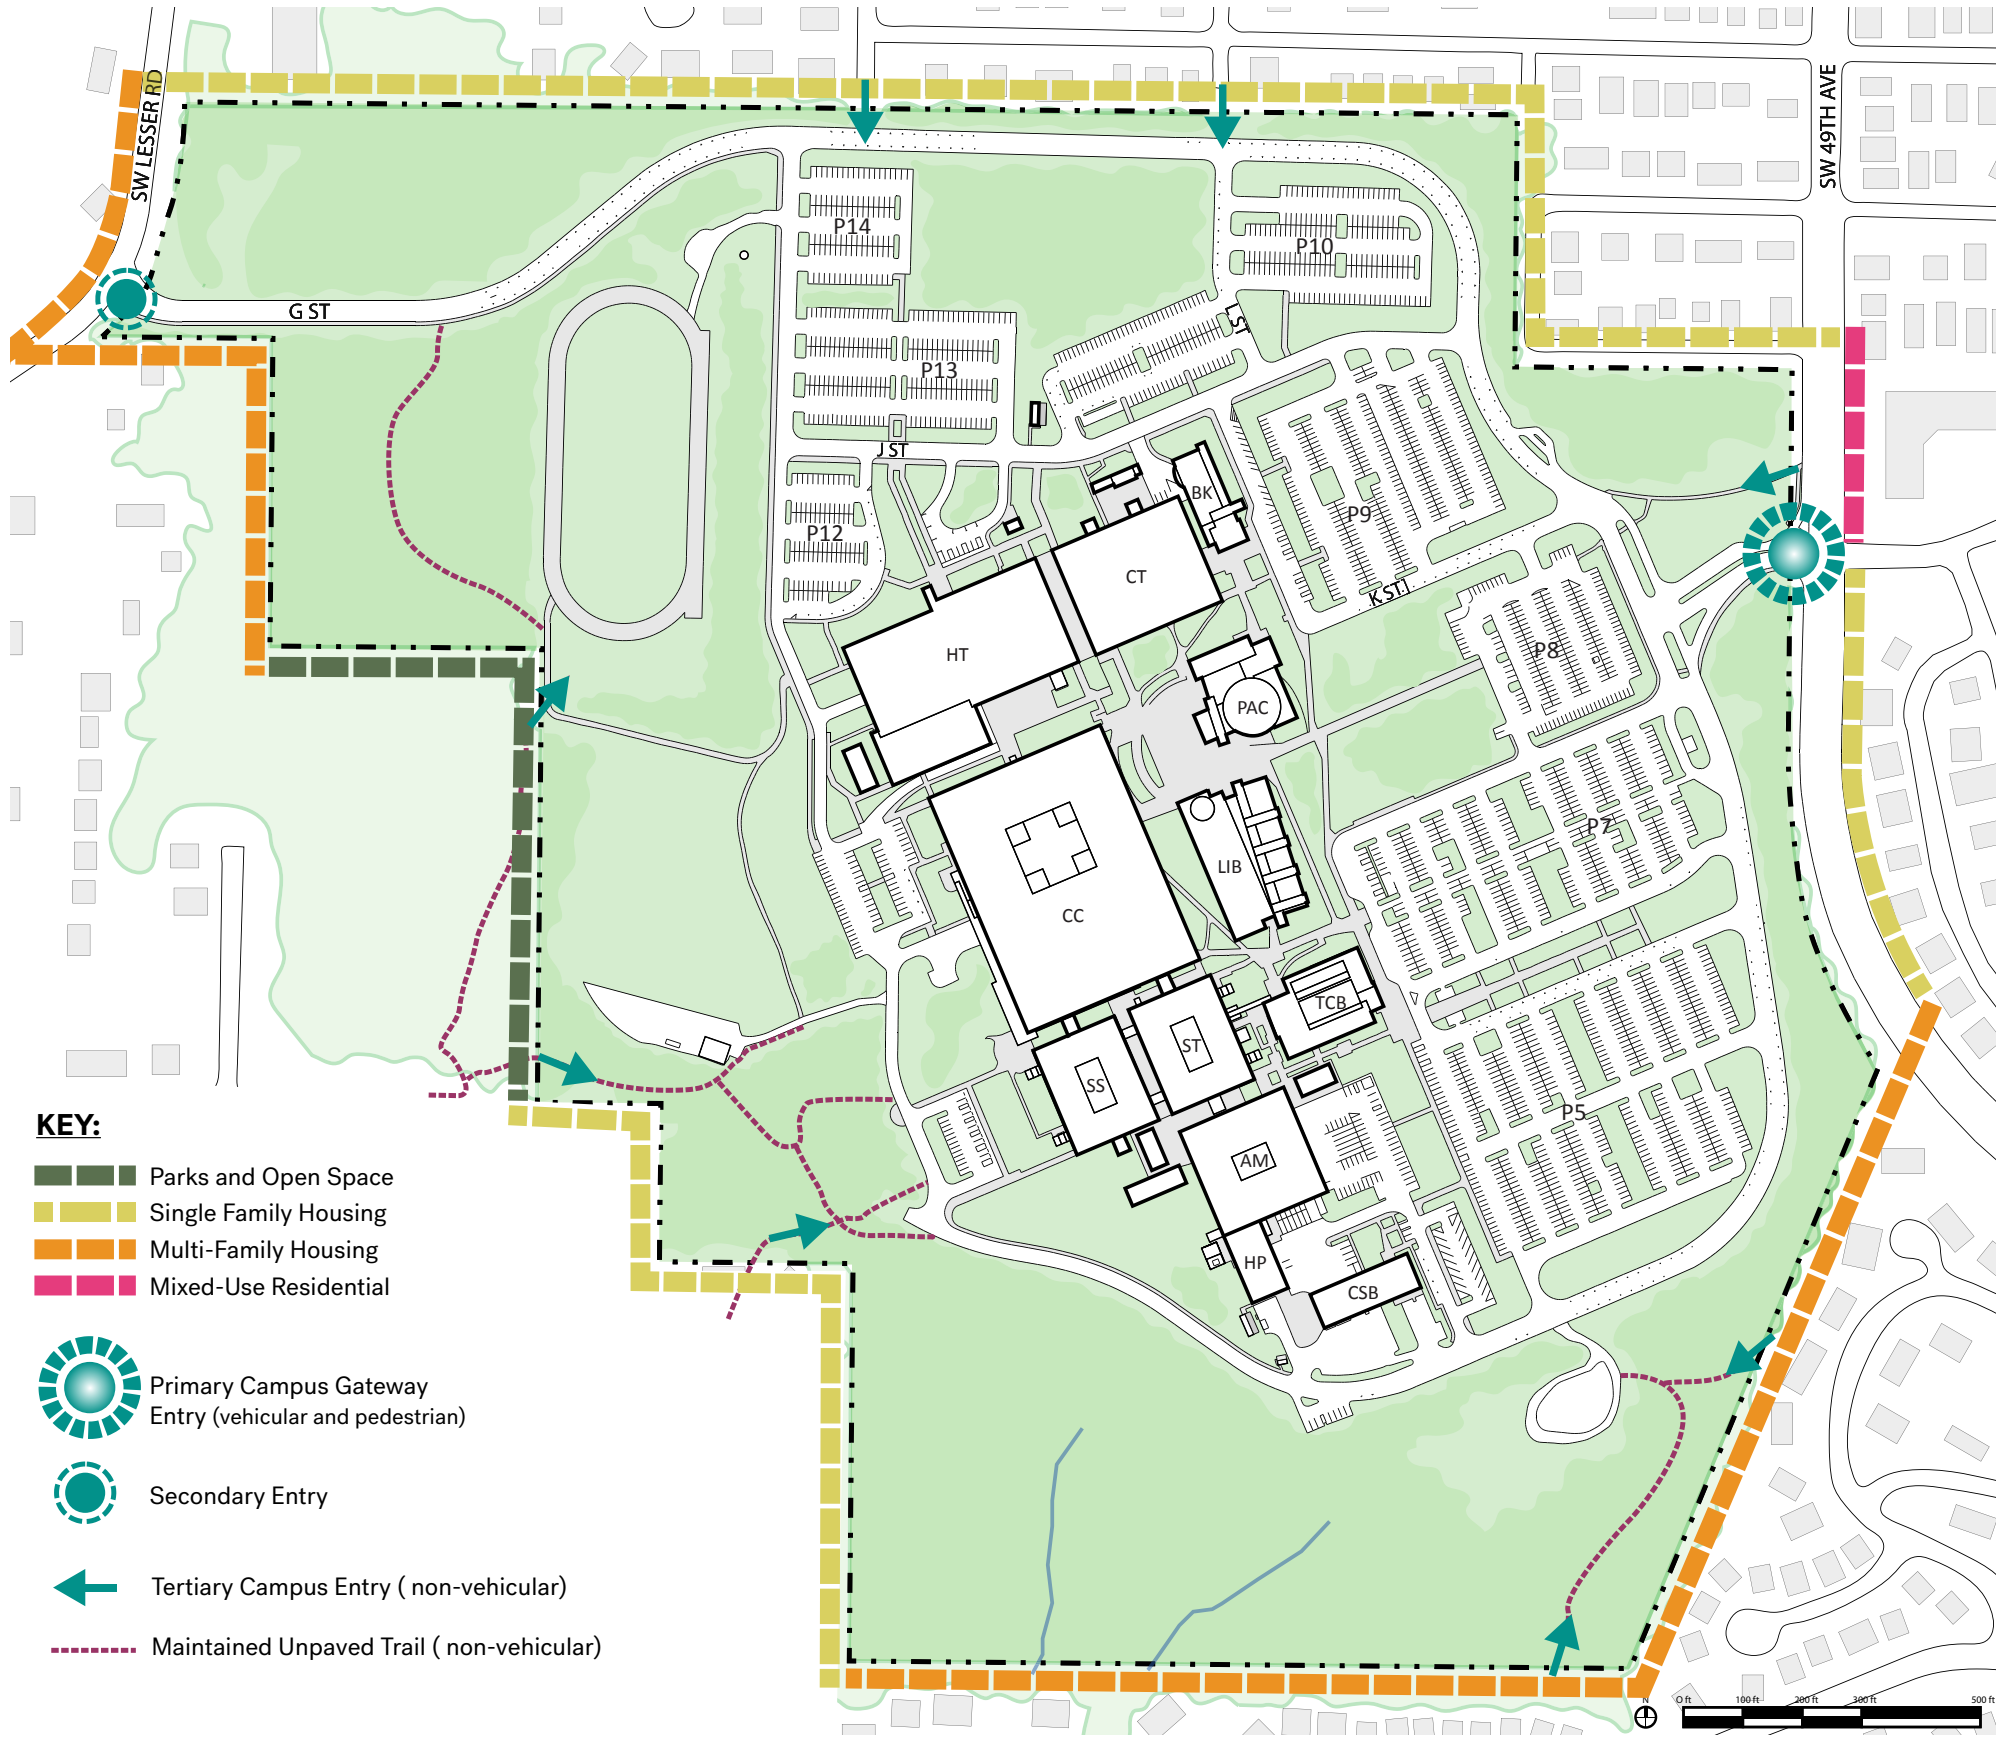 SW LESSER RD
SW 49TH AVE
G ST
P14
P10
L ST
P13
J ST
BK
P9
P12
CT
K ST
HT
P8
PAC
P7
LIB
CC
TCB
ST
SS
P5
AM
HP
CSB
KEY:
Parks and Open Space
Single Family Housing
Multi-Family Housing
Mixed-Use Residential
Primary Campus Gateway
Entry (vehicular and pedestrian)
Secondary Entry
Tertiary Campus Entry ( non-vehicular)
Maintained Unpaved Trail ( non-vehicular)
N
0 ft 100 ft 200 ft 300 ft 500 ft